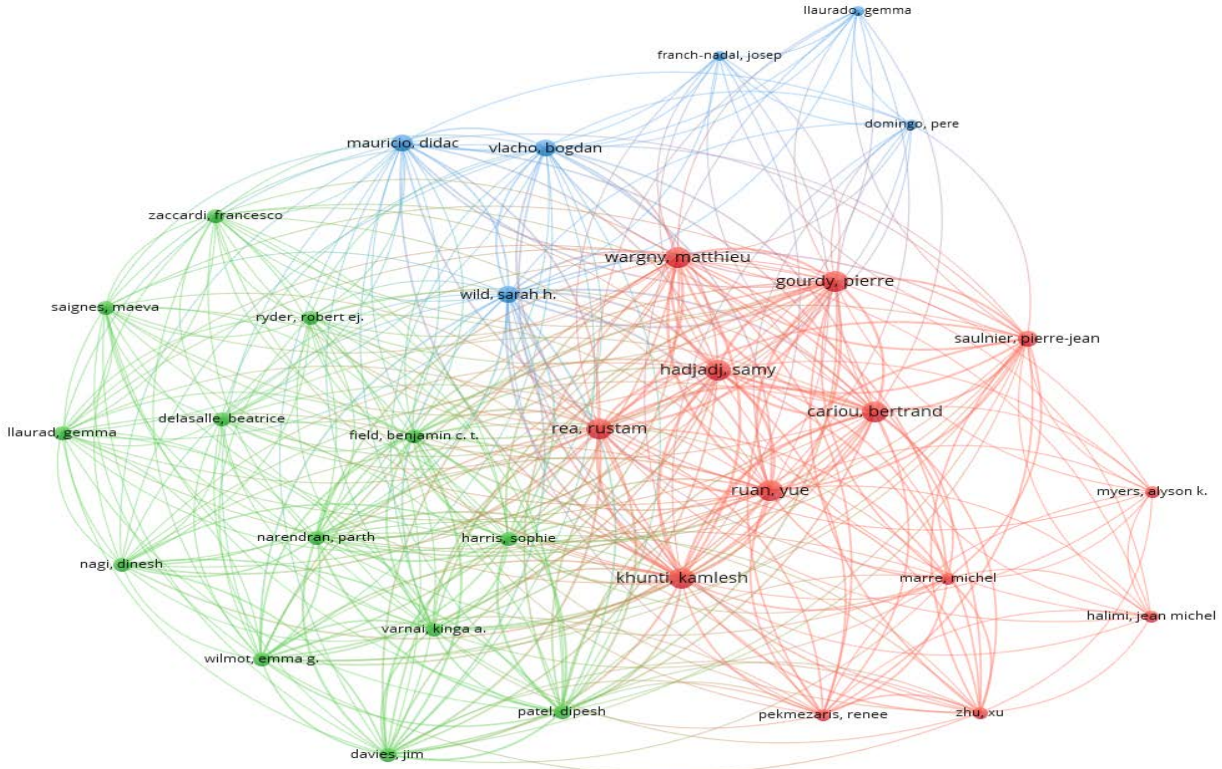 llaurado, gemma
franch-nadal, josep
domingo, pere
mauricio, didac
vlacho, bogdan
zaccardi, francesco
wargny, matthieu
gourdy, pierre
wild, sarah h.
saignes, maeva
ryder, robert ej.
saulnier, pierre-jean
hadjadj, samy
cariou, bertrand
delasalle, beatrice
rea, rustam
llaurad, gemma
field, benjamin c. t.
ruan, yue
myers, alyson k.
narendran, parth
harris, sophie
nagi, dinesh
khunti, kamlesh
marre, michel
halimi, jean michel
varnai, kinga a.
wilmot, emma g.
patel, dipesh
pekmezaris, renee
zhu, xu
davies, jim